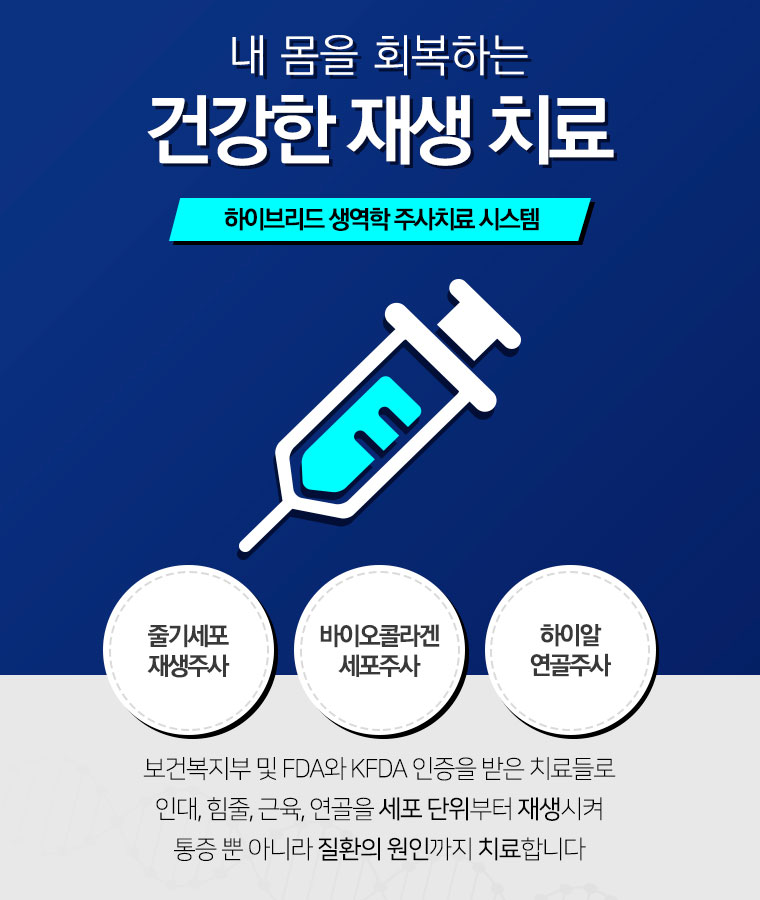 내 몸을 회복하는
건강한 재생 치료
하이브리드 생역학 주사치료 시스템
줄기세포
재생주사
바이오콜라겐
세포주사
하이알
연골주사
보건복지부 및 FDA와 KFDA 인증을 받은 치료들로
인대, 힘줄, 근육, 연골을 세포 단위부터 재생시켜
통증 뿐 아니라 질환의 원인까지 치료합니다